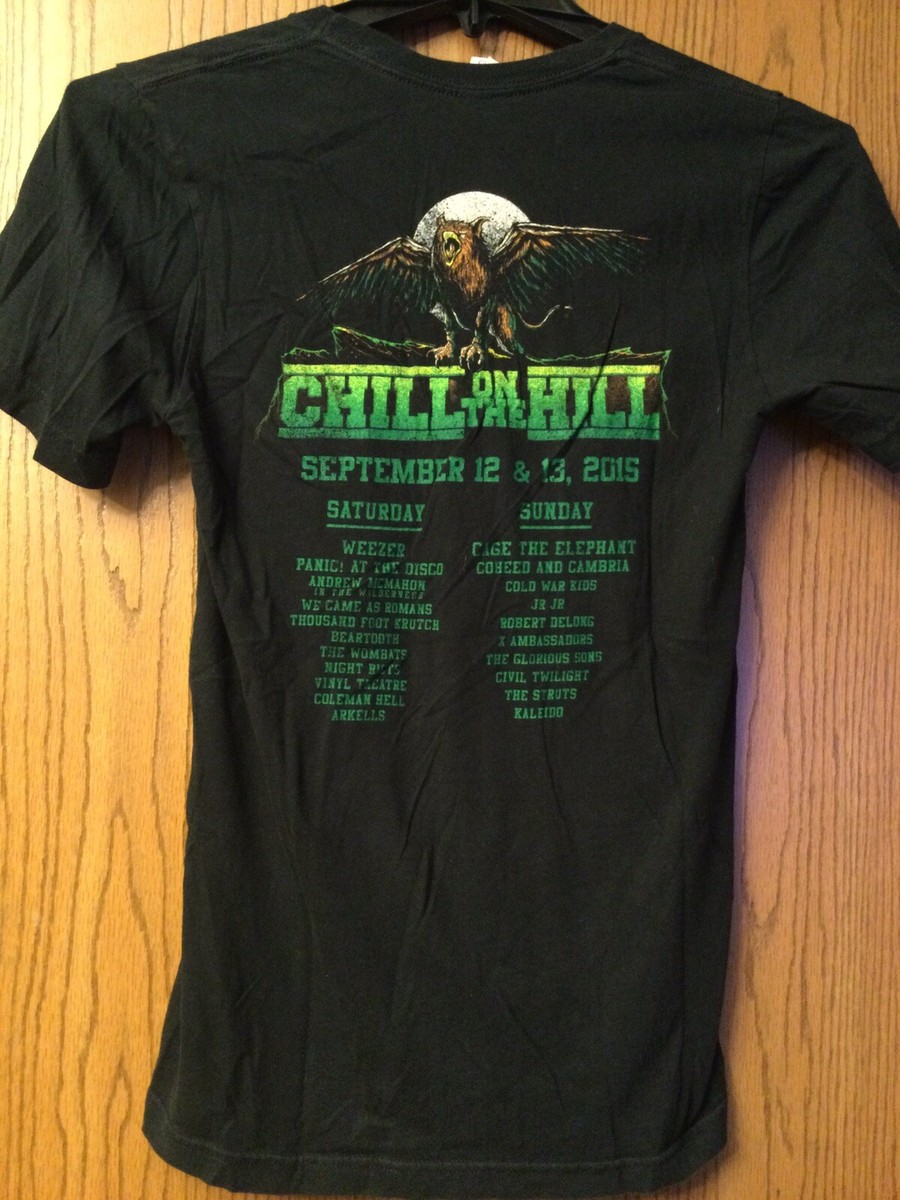 CHILL ON THE HILL
SEPTEMBER 12 & 13, 2015
SATURDAY
WEEZER
PANIC! AT THE DISCO
ANDREW MCMAHON
IN THE WILDERNESS
WE CAME AS ROMANS
THOUSAND FOOT KRUTCH
BEARTOOTH
THE WOMBATS
NIGHT RIOTS
VINYL THEATRE
COLEMAN HELL
ARKELLS
SUNDAY
CAGE THE ELEPHANT
COHEED AND CAMBRIA
COLD WAR KIDS
JR JR
ROBERT DELONG
X AMBASSADORS
THE GLORIOUS SONS
CIVIL TWILIGHT
THE STRUTS
KALEIDO